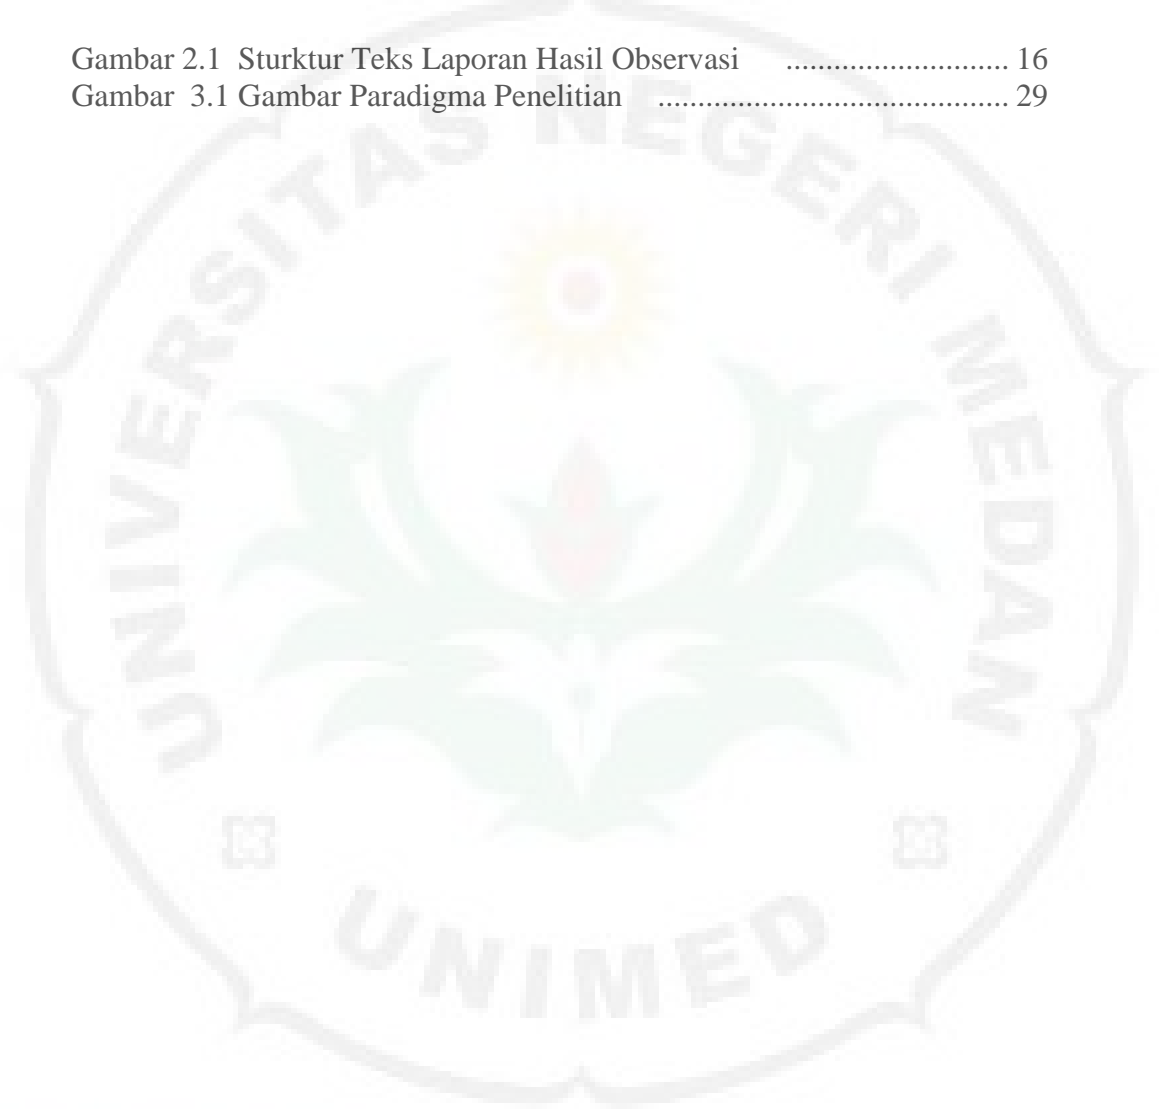 Gambar 2.1  Sturktur Teks Laporan Hasil Observasi ........................... 16
Gambar  3.1 Gambar Paradigma Penelitian .......................................... 29
UNIVERSITAS NEGERI MEDAN
UNIMED